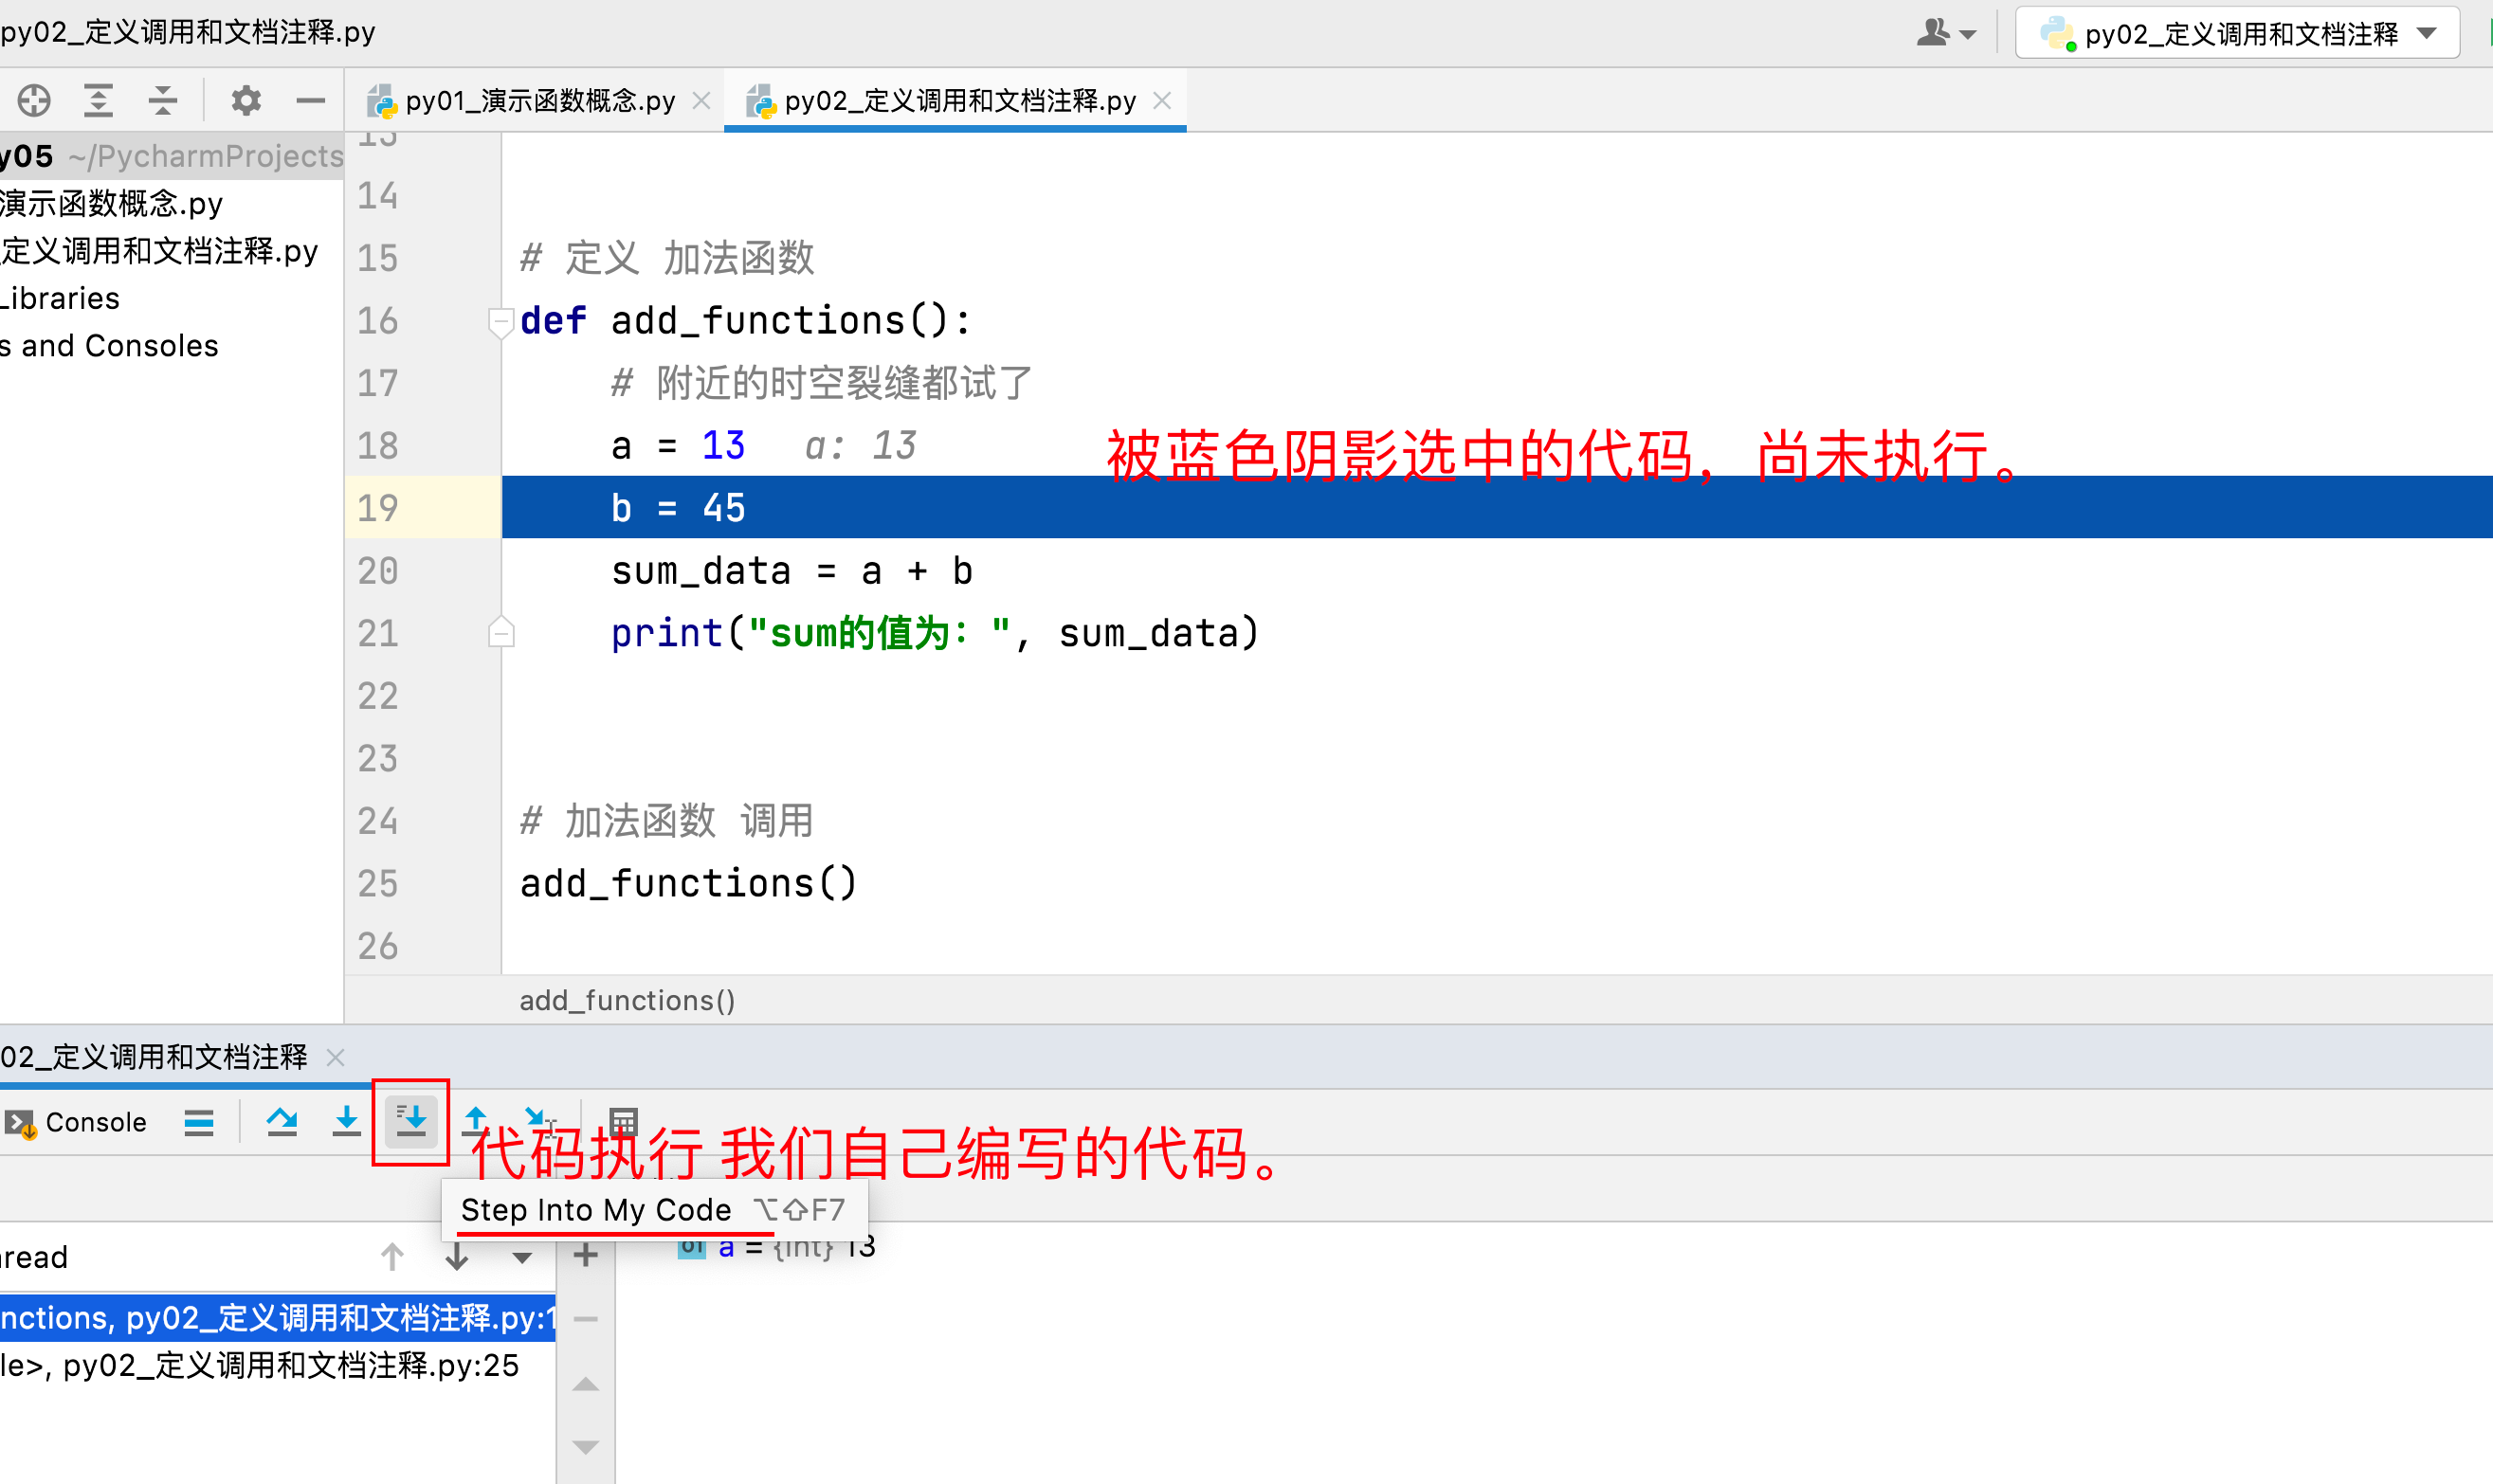 py02_定义调用和文档注释.py
py02_定义调用和文档注释
py01_演示函数概念.py
py02_定义调用和文档注释.py
y05 ~/PycharmProjects
演示函数概念.py
定义调用和文档注释.py
Libraries
s and Consoles
13
14
15 # 定义 加法函数
16 def add_functions():
17 # 附近的时空裂缝都试了
18 a = 13 a: 13
被蓝色阴影选中的代码，尚未执行。
19 b = 45
20 sum_data = a + b
21 print("sum的值为：", sum_data)
22
23
24 # 加法函数 调用
25 add_functions()
26
add_functions()
02_定义调用和文档注释
Console
代码执行 我们自己编写的代码。
Step Into My Code ⌥⇧F7
read
01 a = {int} 13
nctions, py02_定义调用和文档注释.py:1
le>, py02_定义调用和文档注释.py:25